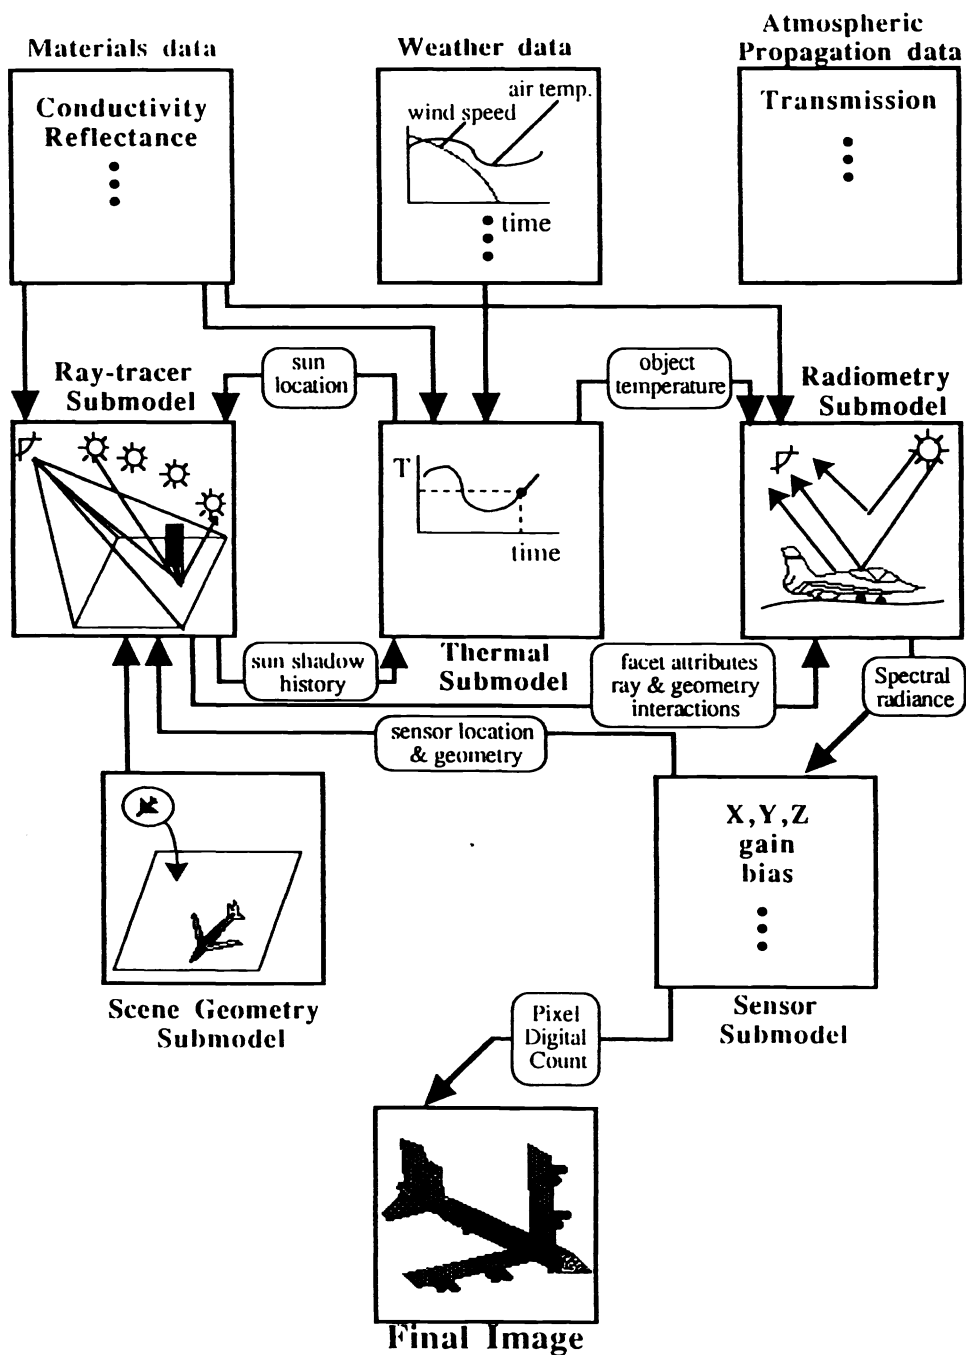 Materials data
Weather data
Atmospheric
Propagation data
Conductivity
Reflectance
air temp.
wind speed
time
Transmission
Ray-tracer
Submodel
sun
location
object
temperature
Radiometry
Submodel
T
time
sun shadow
history
Thermal
Submodel
facet attributes
ray & geometry
interactions
Spectral
radiance
sensor location
& geometry
X,Y,Z
gain
bias
Scene Geometry
Submodel
Sensor
Submodel
Pixel
Digital
Count
Final Image